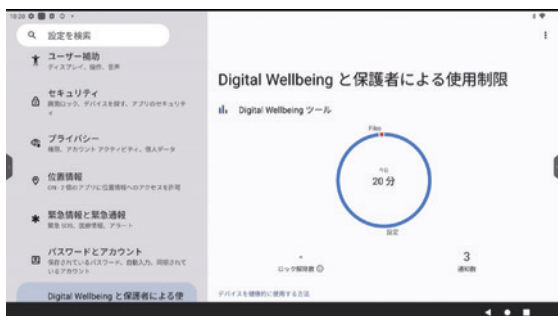 18:28
設定を検索
ユーザー補助
ディスプレイ、操作、音声
セキュリティ
画面ロック、デバイスを探す、アプリのセキュリティ
プライバシー
権限、アカウント アクティビティ、個人データ
位置情報
ON - 2 個のアプリに位置情報へのアクセスを許可
緊急情報と緊急通報
緊急 SOS、医療情報、アラート
パスワードとアカウント
保存されているパスワード、自動入力、同期されているアカウント
Digital Wellbeing と保護者による使
Digital Wellbeing と保護者による使用制限
Digital Wellbeing ツール
Files
今日
20 分
設定
-
ロック解除数
3
通知数
デバイスを健康的に使用する方法